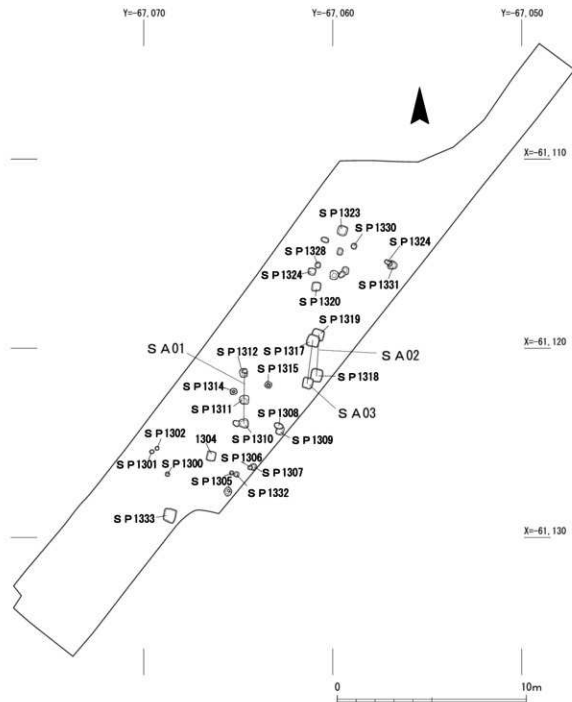 Y=-67,070
Y=-67,060
Y=-67,050
X=-61,110
SP1323
SP1330
SP1328
SP1324
SP1324
SP1331
SP1320
SP1319
X=-61,120
SA01
SP1312
SP1317
SP1315
SA02
SP1314
SP1318
SP1311
SP1308
SA03
SP1302
1304
SP1310
SP1309
SP1301
SP1300
SP1306
SP1307
SP1305
SP1332
SP1333
X=-61,130
0
10m